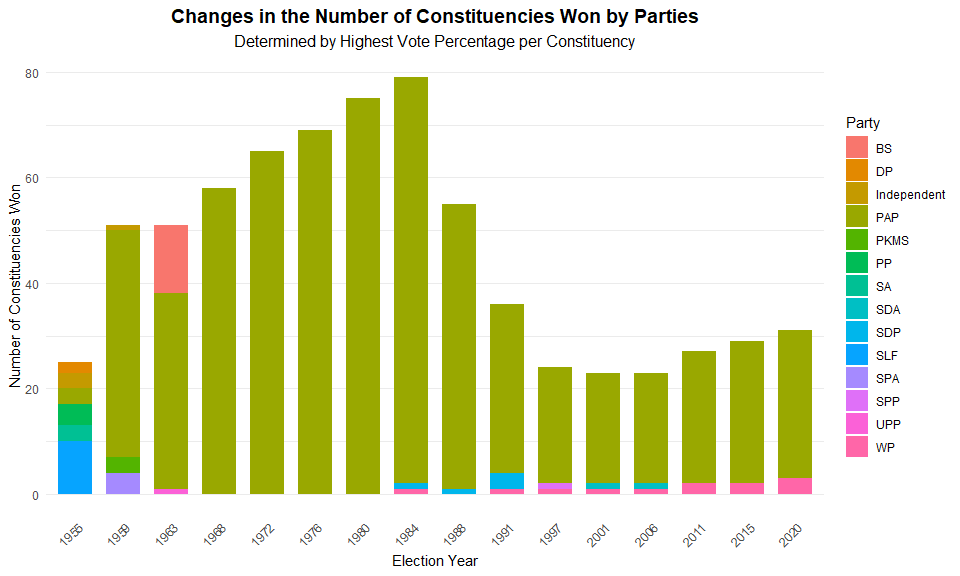 Changes in the Number of Constituencies Won by Parties
Determined by Highest Vote Percentage per Constituency
Number of Constituencies Won
80
60
40
20
0
1955
1959
1963
1968
1972
1976
1980
1984
1988
1991
1997
2001
2006
2011
2015
2020
Election Year
Party
BS
DP
Independent
PAP
PKMS
PP
SA
SDA
SDP
SLF
SPA
SPP
UPP
WP